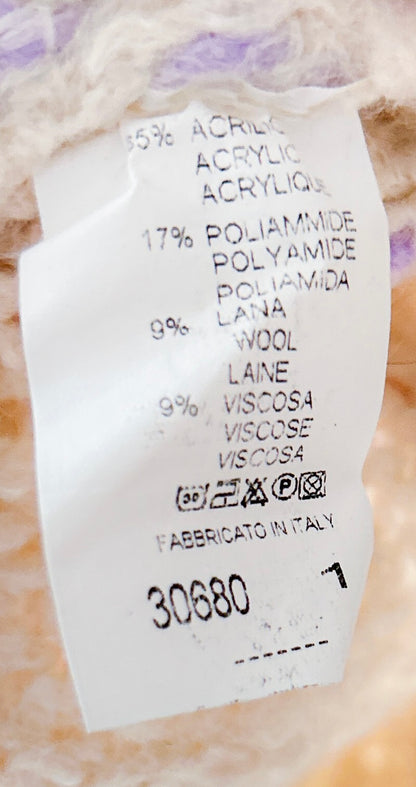 65% ACRILIC
ACRYLIC
ACRYLIQUE
17% POLIAMMIDE
POLYAMIDE
POLIAMIDA
9% LANA
WOOL
LAINE
9% VISCOSA
VISCOSE
VISCOSA
30 P
FABBRICATO IN ITALY
30680 1
-------